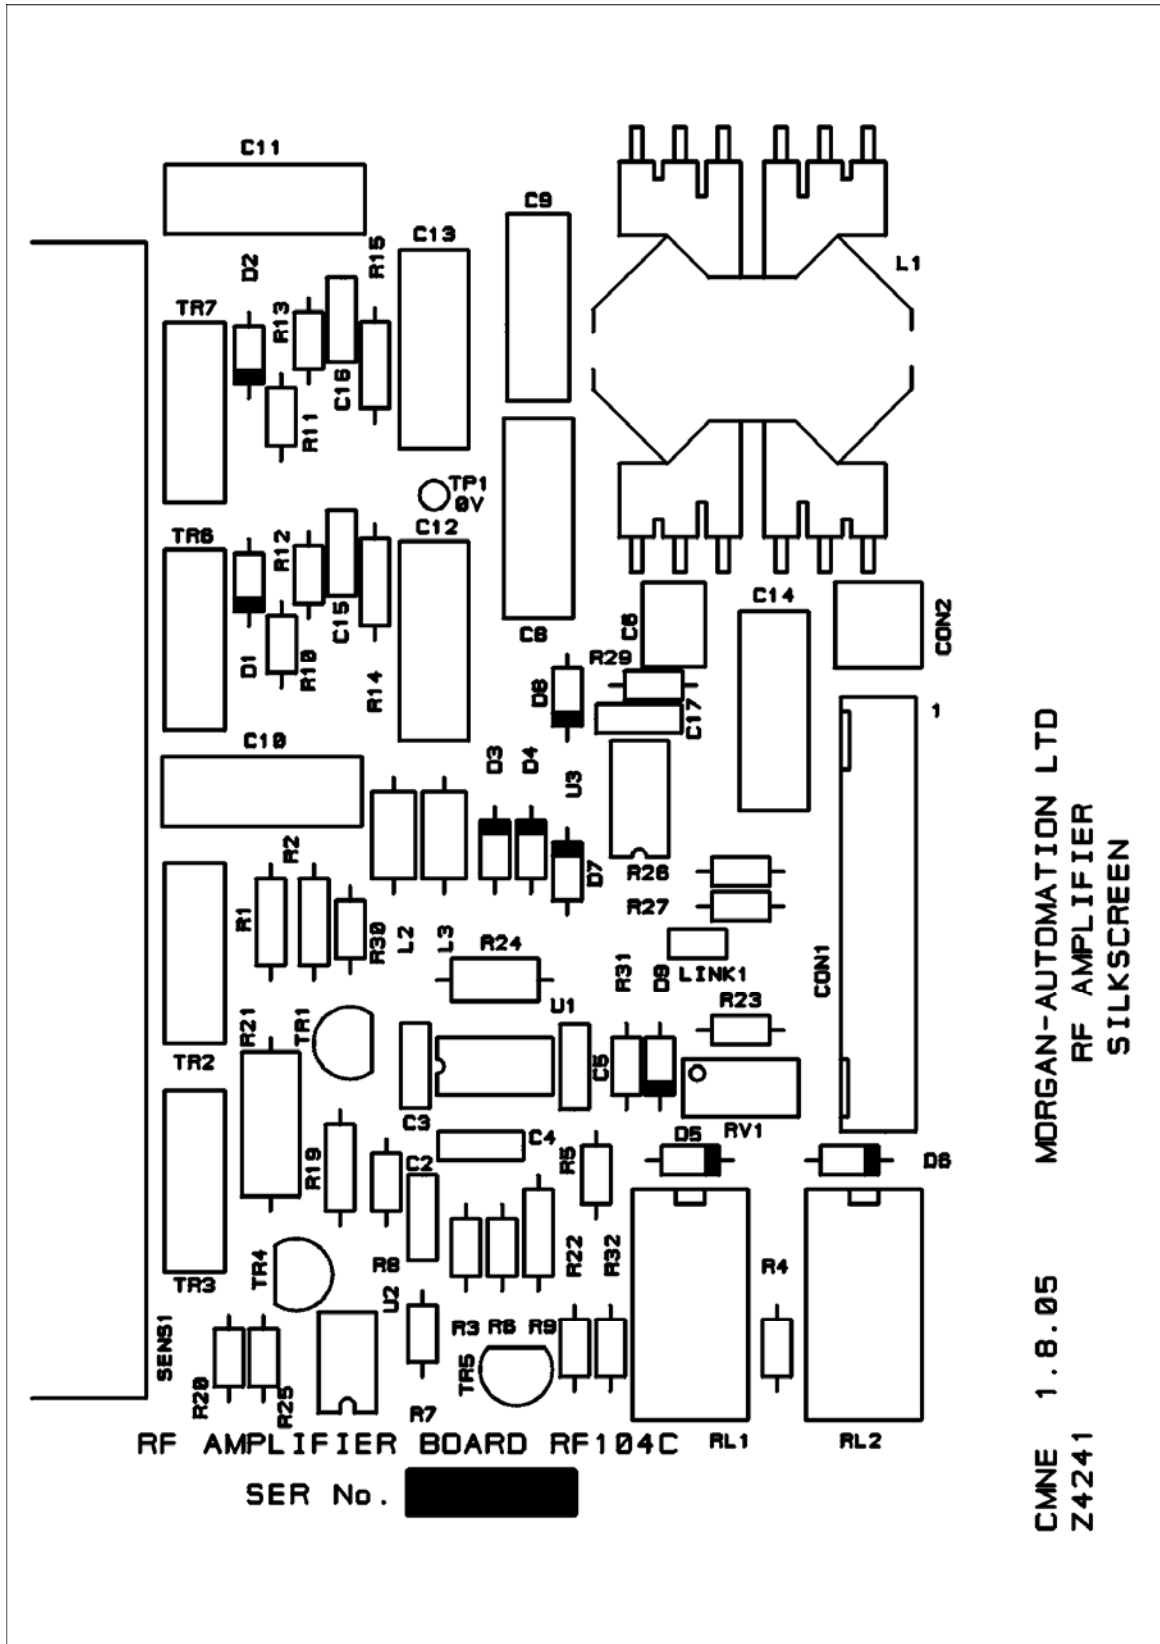 C11
C9
C13
R15
D2
L1
TR7
R13
C16
R11
TP1
0V
TR6
C12
R12
C14
C15
C8
C6
CON2
R29
D1
R10
R14
D8
C17
1
C10
D3
D4
U3
R2
R26
D7
R1
R27
R30
L2
L3
R24
R31
D9
LINK1
CON1
U1
R23
R21
TR1
TR2
C5
C3
RV1
C4
D5
R19
C2
R5
D6
R8
R22
R32
R4
TR4
TR3
U2
R3
R6
R9
SENS1
TR5
R20
R25
R7
RL1
RL2
RF AMPLIFIER BOARD RF104C
SER No.
MORGAN-AUTOMATION LTD
RF AMPLIFIER
SILKSCREEN
CMNE 1.8.05
Z4241